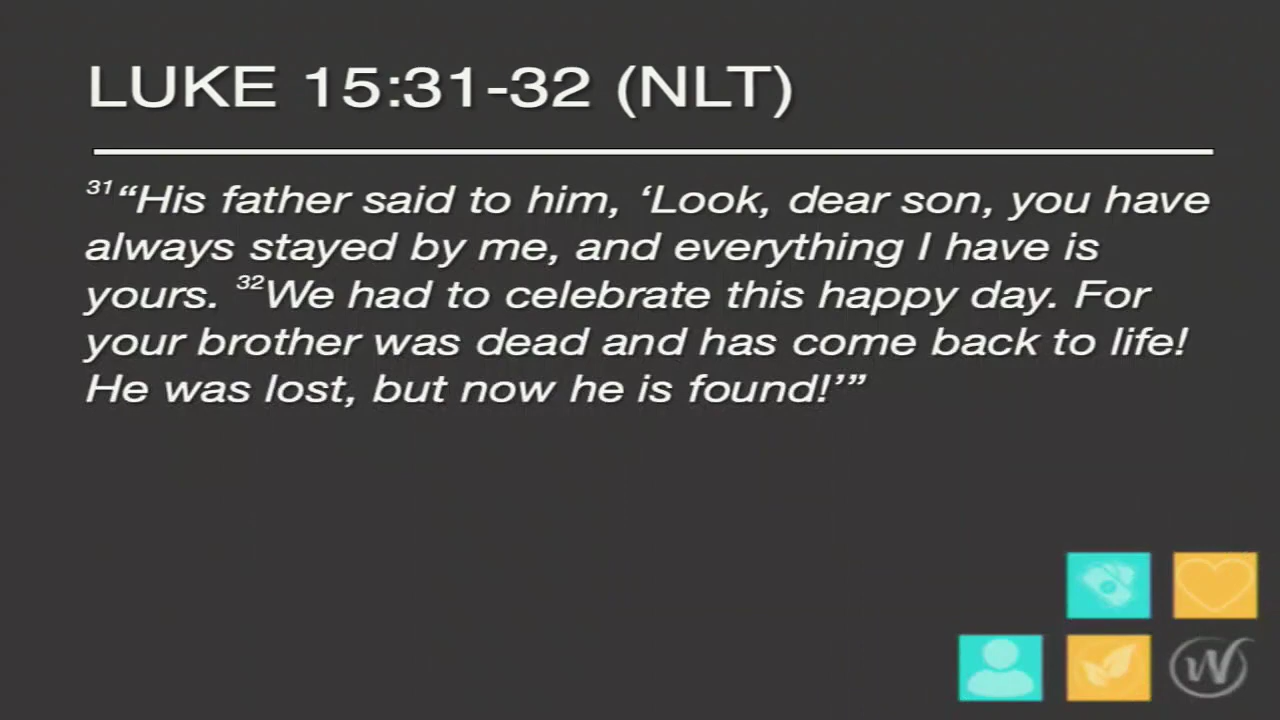 LUKE 15:31-32 (NLT)
³¹“His father said to him, ‘Look, dear son, you have
always stayed by me, and everything I have is
yours. ³²We had to celebrate this happy day. For
your brother was dead and has come back to life!
He was lost, but now he is found!’”
W